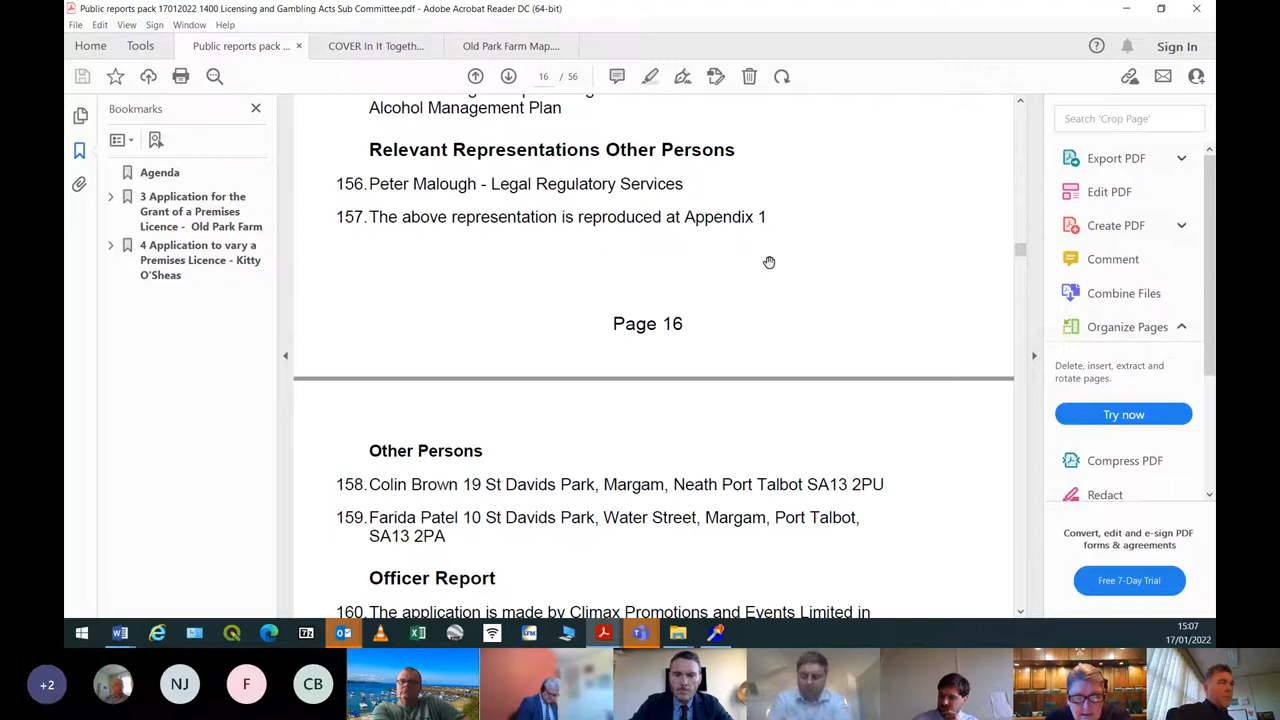 Public reports pack 17012022 1400 Licensing and Gambling Acts Sub Committee.pdf - Adobe Acrobat Reader DC (64-bit)
File Edit View Sign Window Help
Home Tools Public reports pack ... × COVER In It Togeth... Old Park Farm Map.... Sign In
16 / 56
Bookmarks
Agenda
3 Application for the
Grant of a Premises
Licence - Old Park Farm
4 Application to vary a
Premises Licence - Kitty
O'Sheas
Alcohol Management Plan
Relevant Representations Other Persons
156. Peter Malough - Legal Regulatory Services
157. The above representation is reproduced at Appendix 1
Page 16
Other Persons
158. Colin Brown 19 St Davids Park, Margam, Neath Port Talbot SA13 2PU
159. Farida Patel 10 St Davids Park, Water Street, Margam, Port Talbot,
SA13 2PA
Officer Report
160. The application is made by Climax Promotions and Events Limited in
Search 'Crop Page'
Export PDF
Edit PDF
Create PDF
Comment
Combine Files
Organize Pages
Delete, insert, extract and
rotate pages.
Try now
Compress PDF
Redact
Convert, edit and e-sign PDF
forms & agreements
Free 7-Day Trial
15:07
17/01/2022
+2 NJ F CB